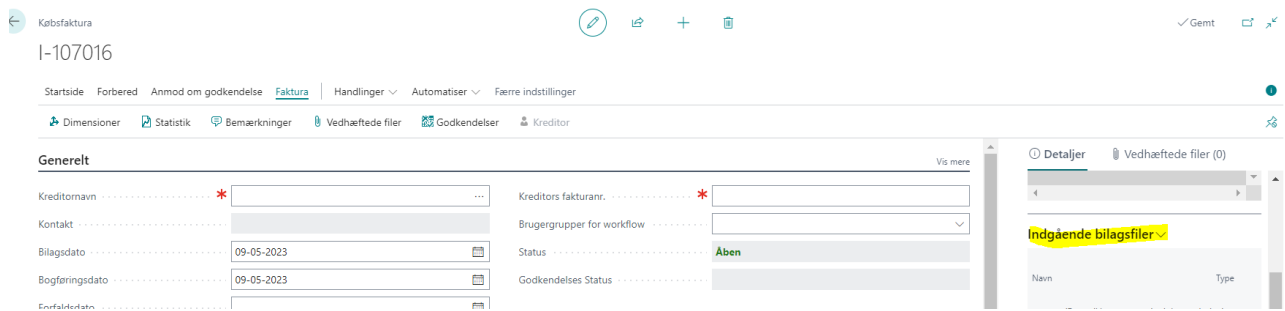 Købsfaktura
Gemt
I-107016
Startside Forbered Anmod om godkendelse Faktura Handlinger Automatiser Færre indstillinger
Dimensioner Statistik Bemærkninger Vedhæftede filer Godkendelser Kreditor
Generelt
Vis mere
Kreditornavn
Kontakt
Bilagsdato 09-05-2023
Bogføringsdato 09-05-2023
Forfaldsdato
Kreditors fakturanr.
Brugergrupper for workflow
Status Åben
Godkendelses Status
Detaljer Vedhæftede filer (0)
Indgående bilagsfiler
Navn Type